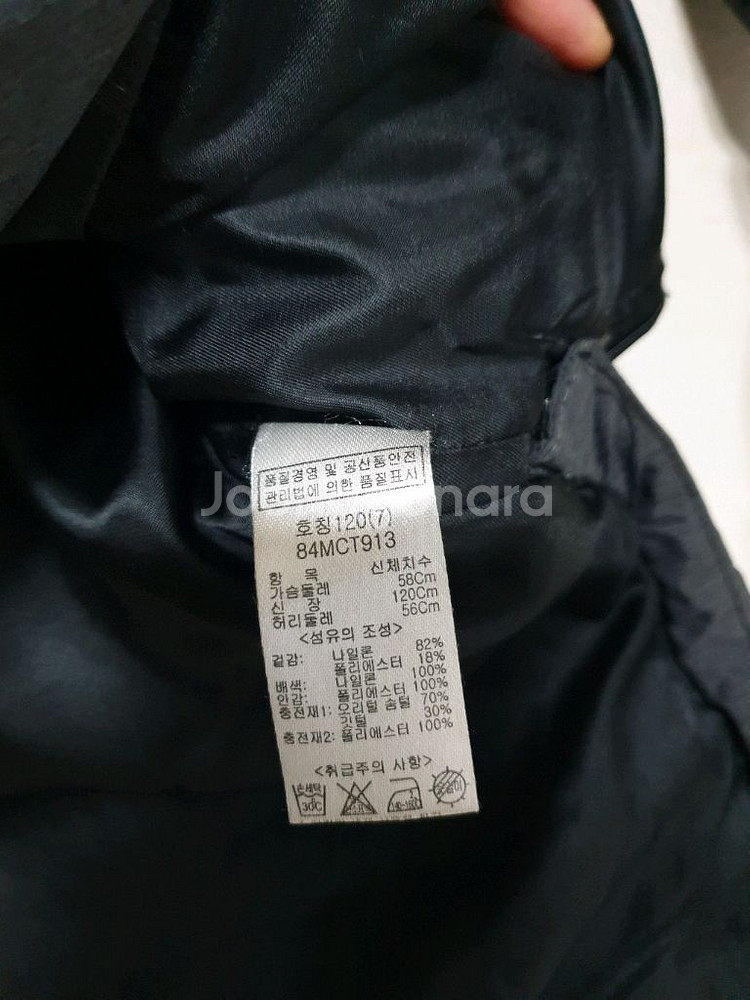 품질경영 및 공산품안전
관리법에 의한 품질표시
호칭120(7)
84MCT913
항 목 신체치수
가슴둘레 58Cm
신 장 120Cm
허리둘레 56Cm
<섬유의 조성>
겉감: 나일론 82%
폴리에스터 18%
배색: 나일론 100%
안감: 폴리에스터 100%
충전재1: 오리털 솜털 70%
깃털 30%
충전재2: 폴리에스터 100%
<취급주의 사항>
손세탁
30℃